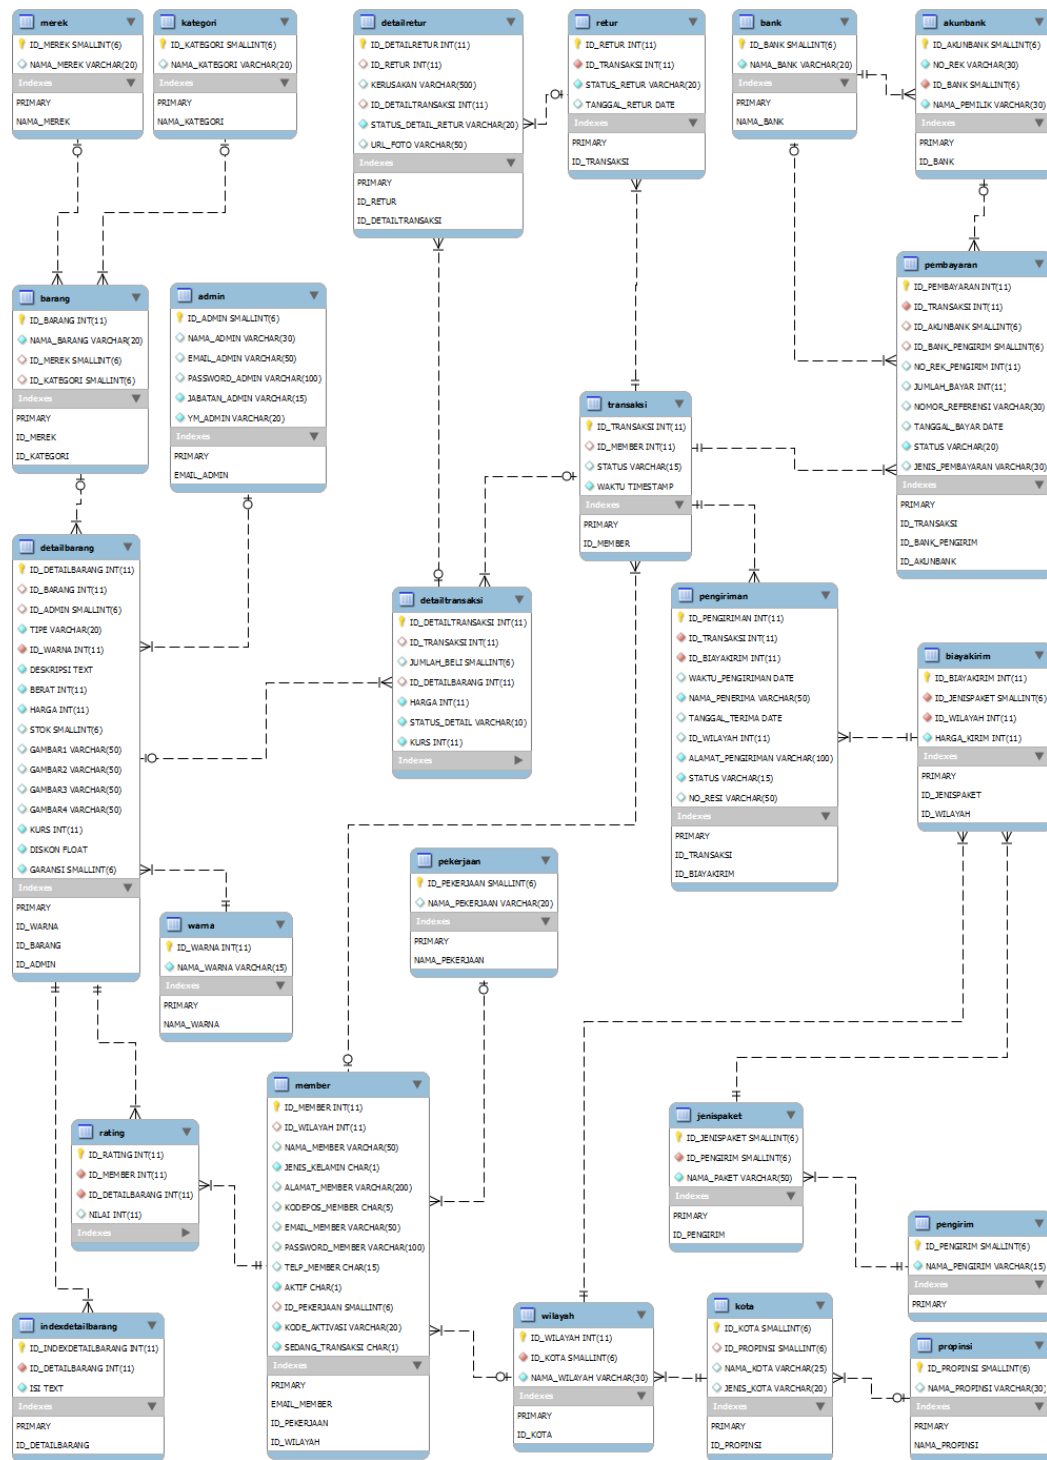 merek
ID_MEREK SMALLINT(6)
NAMA_MEREK VARCHAR(20)
Indexes
PRIMARY
NAMA_MEREK
kategori
ID_KATEGORI SMALLINT(6)
NAMA_KATEGORI VARCHAR(20)
Indexes
PRIMARY
NAMA_KATEGORI
detailretur
ID_DETAILRETUR INT(11)
ID_RETUR INT(11)
KERUSAKAN VARCHAR(500)
ID_DETAILTRANSAKSI INT(11)
STATUS_DETAIL_RETUR VARCHAR(20)
URL_FOTO VARCHAR(50)
Indexes
PRIMARY
ID_RETUR
ID_DETAILTRANSAKSI
retur
ID_RETUR INT(11)
ID_TRANSAKSI INT(11)
STATUS_RETUR VARCHAR(20)
TANGGAL_RETUR DATE
Indexes
PRIMARY
ID_TRANSAKSI
bank
ID_BANK SMALLINT(6)
NAMA_BANK VARCHAR(20)
Indexes
PRIMARY
NAMA_BANK
akunbank
ID_AKUNBANK SMALLINT(6)
NO_REK VARCHAR(30)
ID_BANK SMALLINT(6)
NAMA_PEMILIK VARCHAR(30)
Indexes
PRIMARY
ID_BANK
barang
ID_BARANG INT(11)
NAMA_BARANG VARCHAR(20)
ID_MEREK SMALLINT(6)
ID_KATEGORI SMALLINT(6)
Indexes
PRIMARY
ID_MEREK
ID_KATEGORI
admin
ID_ADMIN SMALLINT(6)
NAMA_ADMIN VARCHAR(30)
EMAIL_ADMIN VARCHAR(50)
PASSWORD_ADMIN VARCHAR(100)
JABATAN_ADMIN VARCHAR(15)
YM_ADMIN VARCHAR(20)
Indexes
PRIMARY
EMAIL_ADMIN
pembayaran
ID_PEMBAYARAN INT(11)
ID_TRANSAKSI INT(11)
ID_AKUNBANK SMALLINT(6)
ID_BANK_PENGIRIM SMALLINT(6)
NO_REK_PENGIRIM INT(11)
JUMLAH_BAYAR INT(11)
NOMOR_REFERENSI VARCHAR(30)
TANGGAL_BAYAR DATE
STATUS VARCHAR(20)
JENIS_PEMBAYARAN VARCHAR(30)
Indexes
PRIMARY
ID_TRANSAKSI
ID_BANK_PENGIRIM
ID_AKUNBANK
transaksi
ID_TRANSAKSI INT(11)
ID_MEMBER INT(11)
STATUS VARCHAR(15)
WAKTU TIMESTAMP
Indexes
PRIMARY
ID_MEMBER
detailbarang
ID_DETAILBARANG INT(11)
ID_BARANG INT(11)
ID_ADMIN SMALLINT(6)
TIPE VARCHAR(20)
ID_WARNA INT(11)
DESKRIPSI TEXT
BERAT INT(11)
HARGA INT(11)
STOK SMALLINT(6)
GAMBAR1 VARCHAR(50)
GAMBAR2 VARCHAR(50)
GAMBAR3 VARCHAR(50)
GAMBAR4 VARCHAR(50)
KURS INT(11)
DISKON FLOAT
GARANSI SMALLINT(6)
Indexes
PRIMARY
ID_WARNA
ID_BARANG
ID_ADMIN
detailtransaksi
ID_DETAILTRANSAKSI INT(11)
ID_TRANSAKSI INT(11)
JUMLAH_BELI SMALLINT(6)
ID_DETAILBARANG INT(11)
HARGA INT(11)
STATUS_DETAIL VARCHAR(10)
KURS INT(11)
Indexes
pengiriman
ID_PENGIRIMAN INT(11)
ID_TRANSAKSI INT(11)
ID_BIAYAKIRIM INT(11)
WAKTU_PENGIRIMAN DATE
NAMA_PENERIMA VARCHAR(50)
TANGGAL_TERIMA DATE
ID_WILAYAH INT(11)
ALAMAT_PENGIRIMAN VARCHAR(100)
STATUS VARCHAR(15)
NO_RESI VARCHAR(50)
Indexes
PRIMARY
ID_TRANSAKSI
ID_BIAYAKIRIM
biayakirim
ID_BIAYAKIRIM INT(11)
ID_JENISPAKET SMALLINT(6)
ID_WILAYAH INT(11)
HARGA_KIRIM INT(11)
Indexes
PRIMARY
ID_JENISPAKET
ID_WILAYAH
pekerjaan
ID_PEKERJAAN SMALLINT(6)
NAMA_PEKERJAAN VARCHAR(20)
Indexes
PRIMARY
NAMA_PEKERJAAN
warna
ID_WARNA INT(11)
NAMA_WARNA VARCHAR(15)
Indexes
PRIMARY
NAMA_WARNA
member
ID_MEMBER INT(11)
ID_WILAYAH INT(11)
NAMA_MEMBER VARCHAR(50)
JENIS_KELAMIN CHAR(1)
ALAMAT_MEMBER VARCHAR(200)
KODEPOS_MEMBER CHAR(5)
EMAIL_MEMBER VARCHAR(50)
PASSWORD_MEMBER VARCHAR(100)
TELP_MEMBER CHAR(15)
AKTIF CHAR(1)
ID_PEKERJAAN SMALLINT(6)
KODE_AKTIVASI VARCHAR(20)
SEDANG_TRANSAKSI CHAR(1)
Indexes
PRIMARY
EMAIL_MEMBER
ID_PEKERJAAN
ID_WILAYAH
rating
ID_RATING INT(11)
ID_MEMBER INT(11)
ID_DETAILBARANG INT(11)
NILAI INT(11)
Indexes
jenispaket
ID_JENISPAKET SMALLINT(6)
ID_PENGIRIM SMALLINT(6)
NAMA_PAKET VARCHAR(50)
Indexes
PRIMARY
ID_PENGIRIM
pengirim
ID_PENGIRIM SMALLINT(6)
NAMA_PENGIRIM VARCHAR(15)
Indexes
PRIMARY
indexdetailbarang
ID_INDEXDETAILBARANG INT(11)
ID_DETAILBARANG INT(11)
ISI TEXT
Indexes
PRIMARY
ID_DETAILBARANG
wilayah
ID_WILAYAH INT(11)
ID_KOTA SMALLINT(6)
NAMA_WILAYAH VARCHAR(30)
Indexes
PRIMARY
ID_KOTA
kota
ID_KOTA SMALLINT(6)
ID_PROPINSI SMALLINT(6)
NAMA_KOTA VARCHAR(25)
JENIS_KOTA VARCHAR(20)
Indexes
PRIMARY
ID_PROPINSI
propinsi
ID_PROPINSI SMALLINT(6)
NAMA_PROPINSI VARCHAR(30)
Indexes
PRIMARY
NAMA_PROPINSI